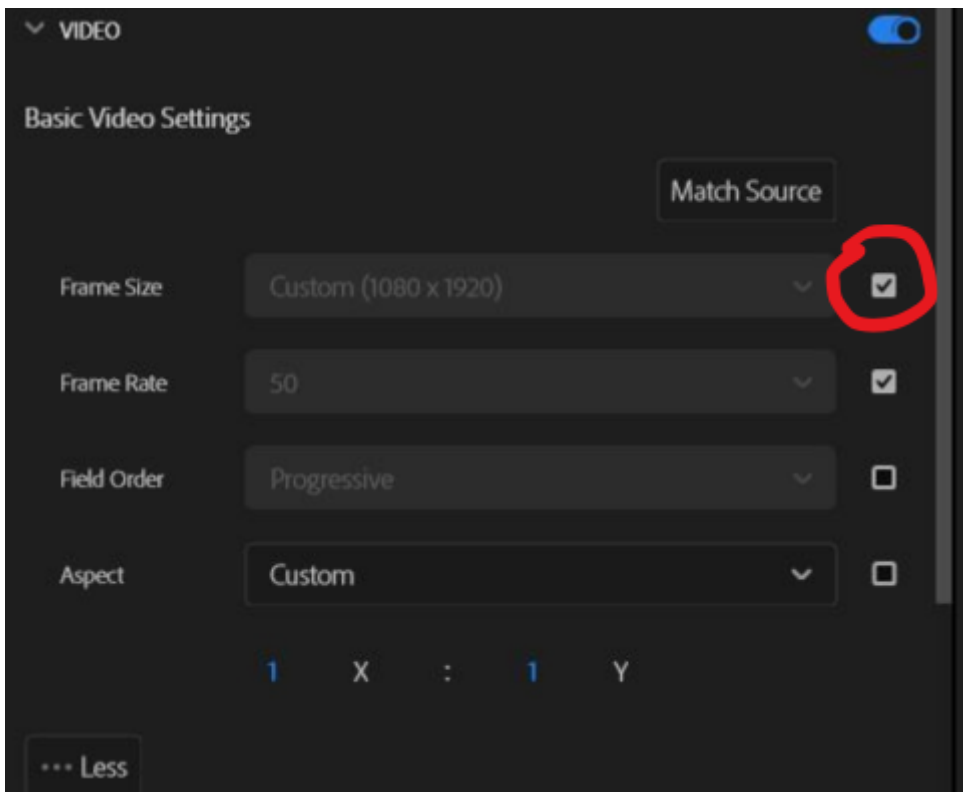 VIDEO
Basic Video Settings
Match Source
Frame Size Custom (1080 x 1920)
Frame Rate 50
Field Order Progressive
Aspect Custom
1 X : 1 Y
··· Less